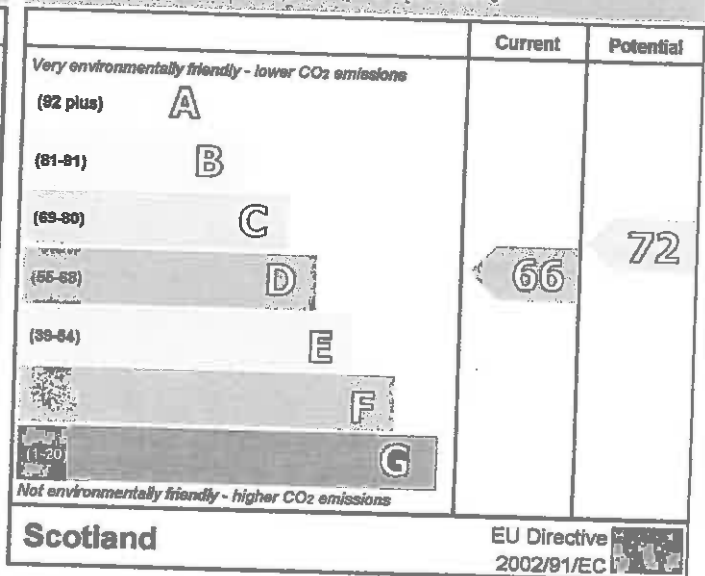 Current Potential
Very environmentally friendly - lower CO2 emissions
(92 plus) A
(81-91) B
(69-80) C
72
(55-68) D
66
(39-54) E
F
(1-20 G
Not environmentally friendly - higher CO2 emissions
Scotland
EU Directive
2002/91/EC